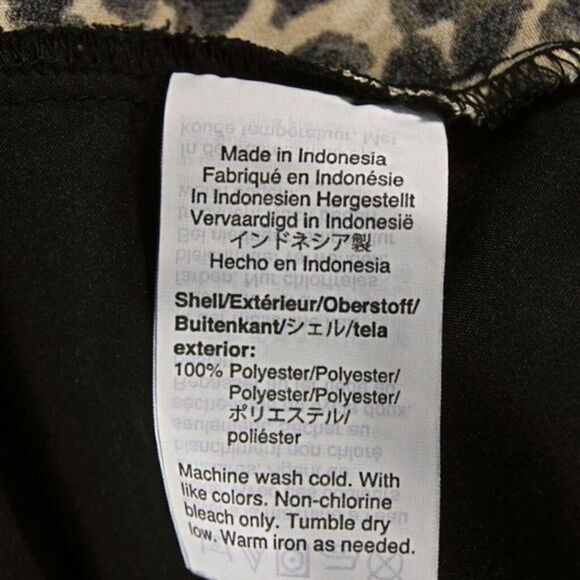 Made in Indonesia
Fabriqué en Indonésie
In Indonesien Hergestellt
Vervaardigd in Indonesië
インドネシア製
Hecho en Indonesia
Shell/Extérieur/Oberstoff/
Buitenkant/シェル/tela
exterior:
100% Polyester/Polyester/
Polyester/Polyester/
ポリエステル/
poliéster
Machine wash cold. With
like colors. Non-chlorine
bleach only. Tumble dry
low. Warm iron as needed.